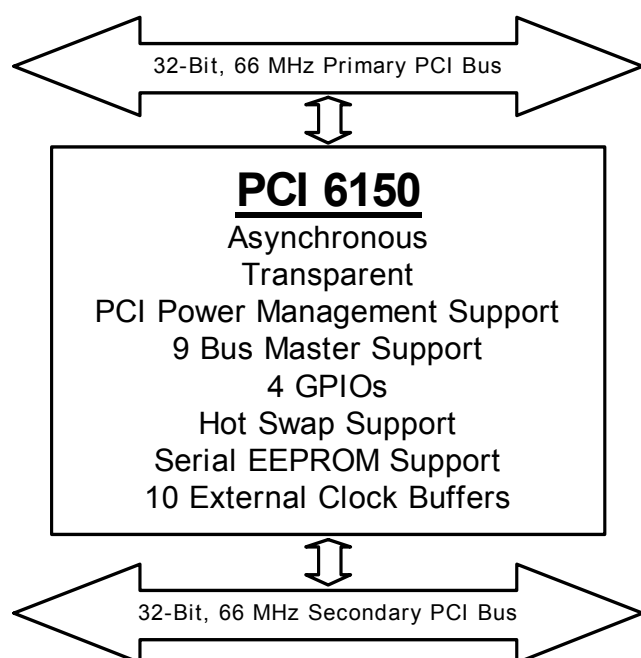 32-Bit, 66 MHz Primary PCI Bus
PCI 6150
Asynchronous
Transparent
PCI Power Management Support
9 Bus Master Support
4 GPIOs
Hot Swap Support
Serial EEPROM Support
10 External Clock Buffers
32-Bit, 66 MHz Secondary PCI Bus